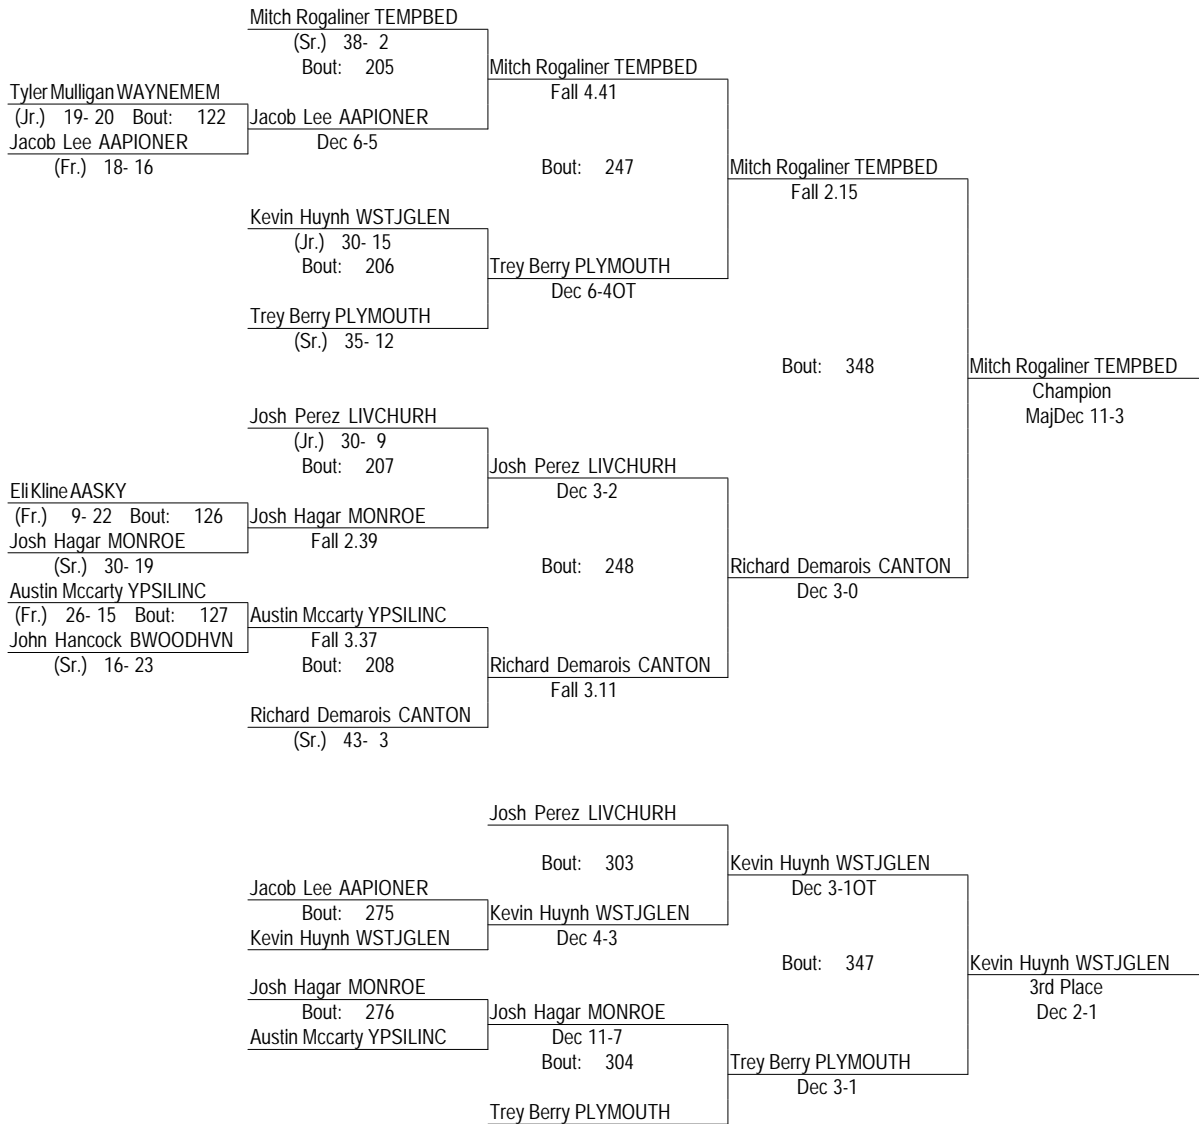 Mitch Rogaliner TEMPBED
(Sr.) 38- 2
Bout: 205
Mitch Rogaliner TEMPBED
Fall 4.41
Tyler Mulligan WAYNEMEM
(Jr.) 19- 20 Bout: 122
Jacob Lee AAPIONER
Dec 6-5
Jacob Lee AAPIONER
(Fr.) 18- 16
Bout: 247
Mitch Rogaliner TEMPBED
Fall 2.15
Kevin Huynh WSTJGLEN
(Jr.) 30- 15
Bout: 206
Trey Berry PLYMOUTH
Dec 6-4OT
Trey Berry PLYMOUTH
(Sr.) 35- 12
Bout: 348
Mitch Rogaliner TEMPBED
Champion
MajDec 11-3
Josh Perez LIVCHURH
(Jr.) 30- 9
Bout: 207
Josh Perez LIVCHURH
Dec 3-2
Eli Kline AASKY
(Fr.) 9- 22 Bout: 126
Josh Hagar MONROE
Fall 2.39
Josh Hagar MONROE
(Sr.) 30- 19
Bout: 248
Richard Demarois CANTON
Dec 3-0
Austin Mccarty YPSILINC
(Fr.) 26- 15 Bout: 127
Austin Mccarty YPSILINC
Fall 3.37
John Hancock BWOODHVN
(Sr.) 16- 23
Bout: 208
Richard Demarois CANTON
Fall 3.11
Richard Demarois CANTON
(Sr.) 43- 3
Josh Perez LIVCHURH
Bout: 303
Kevin Huynh WSTJGLEN
Dec 3-1OT
Jacob Lee AAPIONER
Bout: 275
Kevin Huynh WSTJGLEN
Dec 4-3
Kevin Huynh WSTJGLEN
Bout: 347
Kevin Huynh WSTJGLEN
3rd Place
Dec 2-1
Josh Hagar MONROE
Bout: 276
Josh Hagar MONROE
Dec 11-7
Austin Mccarty YPSILINC
Bout: 304
Trey Berry PLYMOUTH
Dec 3-1
Trey Berry PLYMOUTH